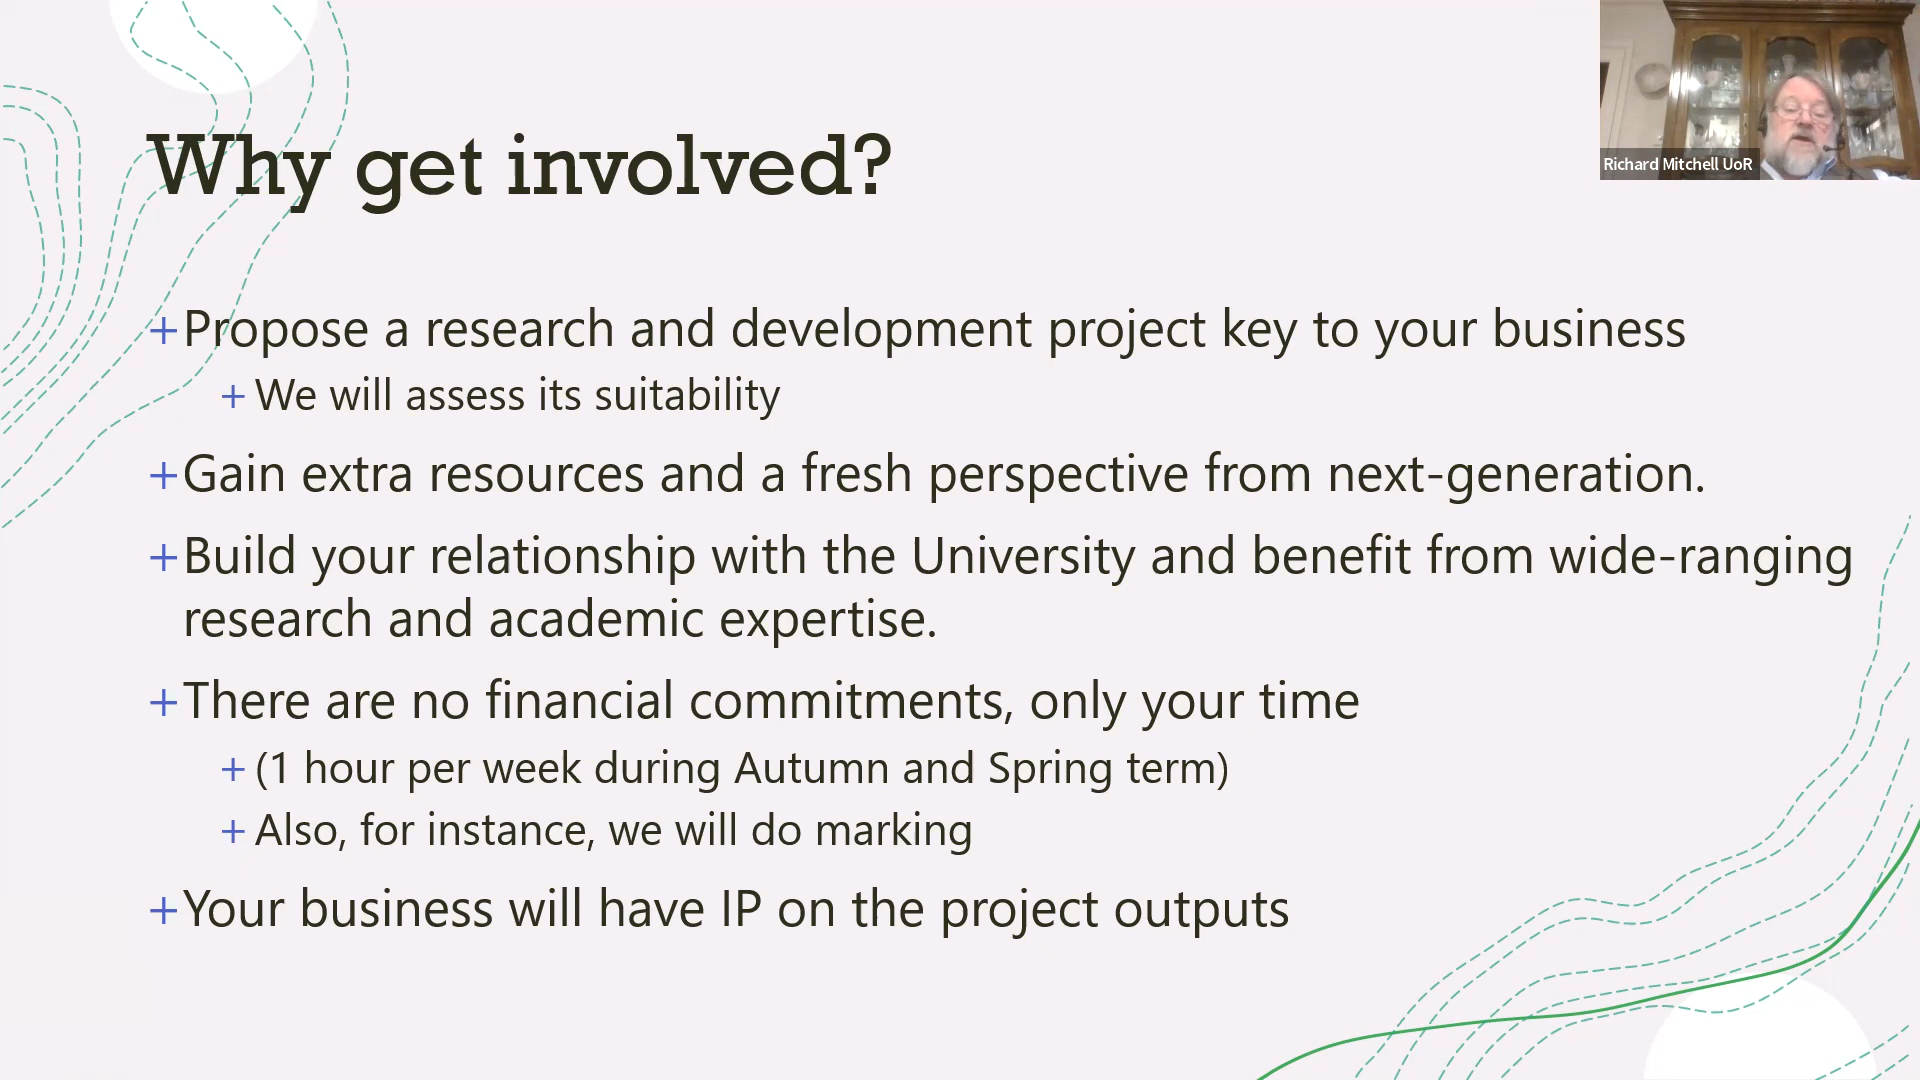 Why get involved?
Richard Mitchell UoR
+Propose a research and development project key to your business
+We will assess its suitability
+Gain extra resources and a fresh perspective from next-generation.
+Build your relationship with the University and benefit from wide-ranging
research and academic expertise.
+There are no financial commitments, only your time
+(1 hour per week during Autumn and Spring term)
+Also, for instance, we will do marking
+Your business will have IP on the project outputs